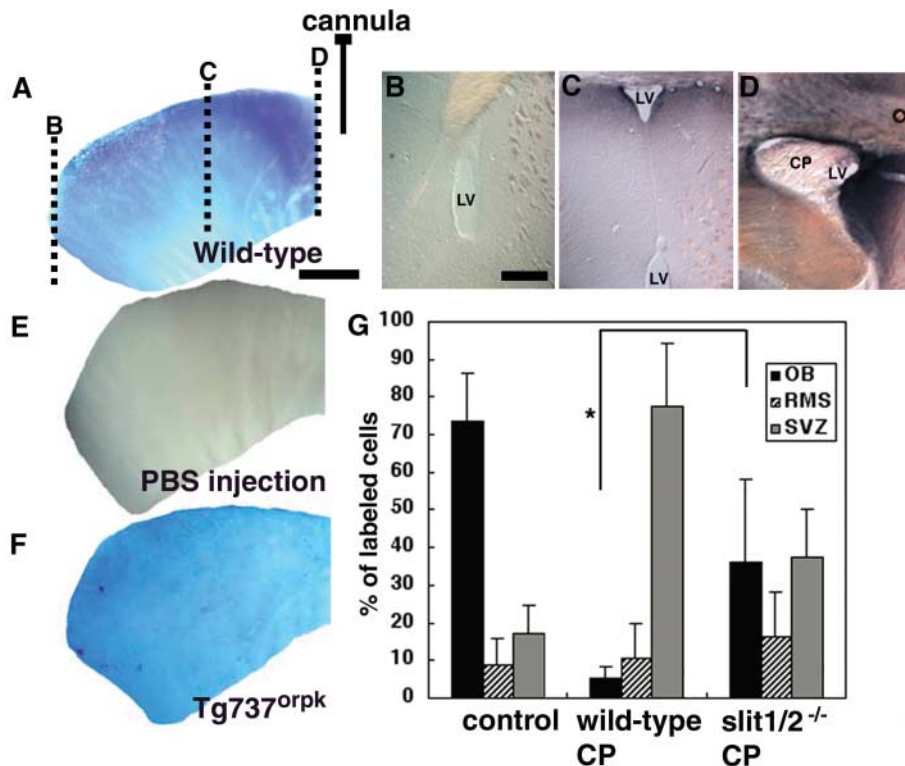 cannula
A
B
C
D
Wild-type
B
LV
C
LV
LV
D
CP
LV
E
PBS injection
F
Tg737orpk
G
% of labeled cells
100
90
80
70
60
50
40
30
20
10
0
*
OB
RMS
SVZ
control
wild-type CP
slit1/2 -/- CP